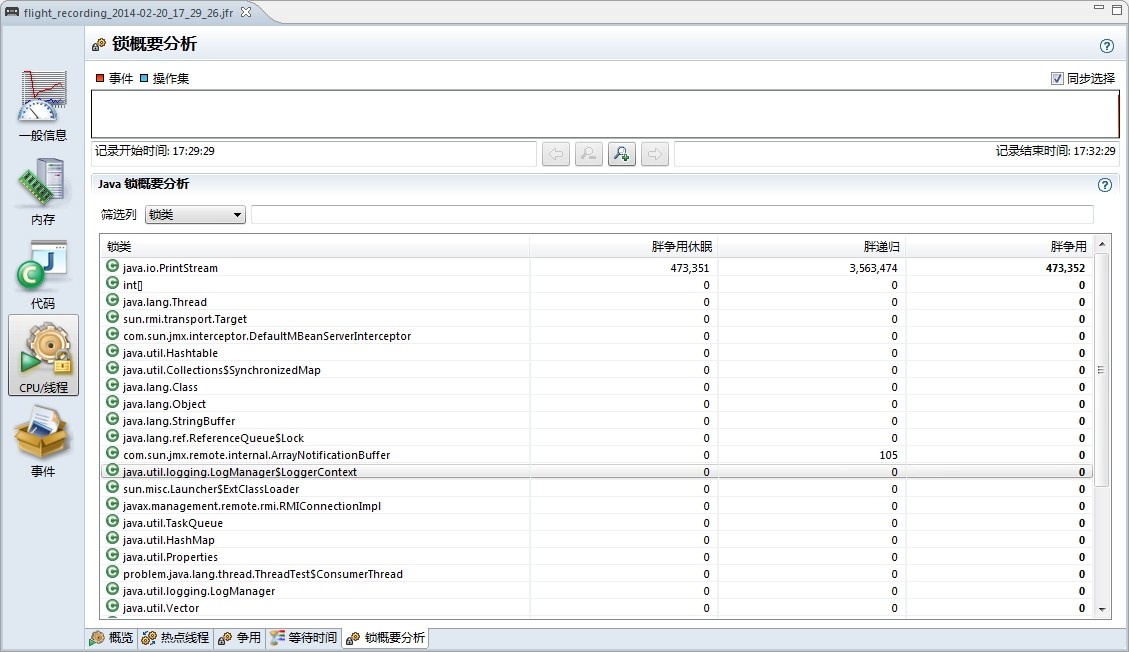 flight_recording_2014-02-20_17_29_26.jfr
锁概要分析
事件 操作集 同步选择
一般信息
记录开始时间: 17:29:29 记录结束时间: 17:32:29
Java 锁概要分析
内存
筛选列 锁类
锁类 胖争用休眠 胖递归 胖争用
java.io.PrintStream 473,351 3,563,474 473,352
int[] 0 0 0
java.lang.Thread 0 0 0
代码
sun.rmi.transport.Target 0 0 0
com.sun.jmx.interceptor.DefaultMBeanServerInterceptor 0 0 0
java.util.Hashtable 0 0 0
java.util.Collections$SynchronizedMap 0 0 0
java.lang.Class 0 0 0
CPU/线程
java.lang.Object 0 0 0
java.lang.StringBuffer 0 0 0
java.lang.ref.ReferenceQueue$Lock 0 0 0
com.sun.jmx.remote.internal.ArrayNotificationBuffer 0 105 0
java.util.logging.LogManager$LoggerContext 0 0 0
事件
sun.misc.Launcher$ExtClassLoader 0 0 0
javax.management.remote.rmi.RMIConnectionImpl 0 0 0
java.util.TaskQueue 0 0 0
java.util.HashMap 0 0 0
java.util.Properties 0 0 0
problem.java.lang.thread.ThreadTest$ConsumerThread 0 0 0
java.util.logging.LogManager 0 0 0
java.util.Vector 0 0 0
概览 热点线程 争用 等待时间 锁概要分析